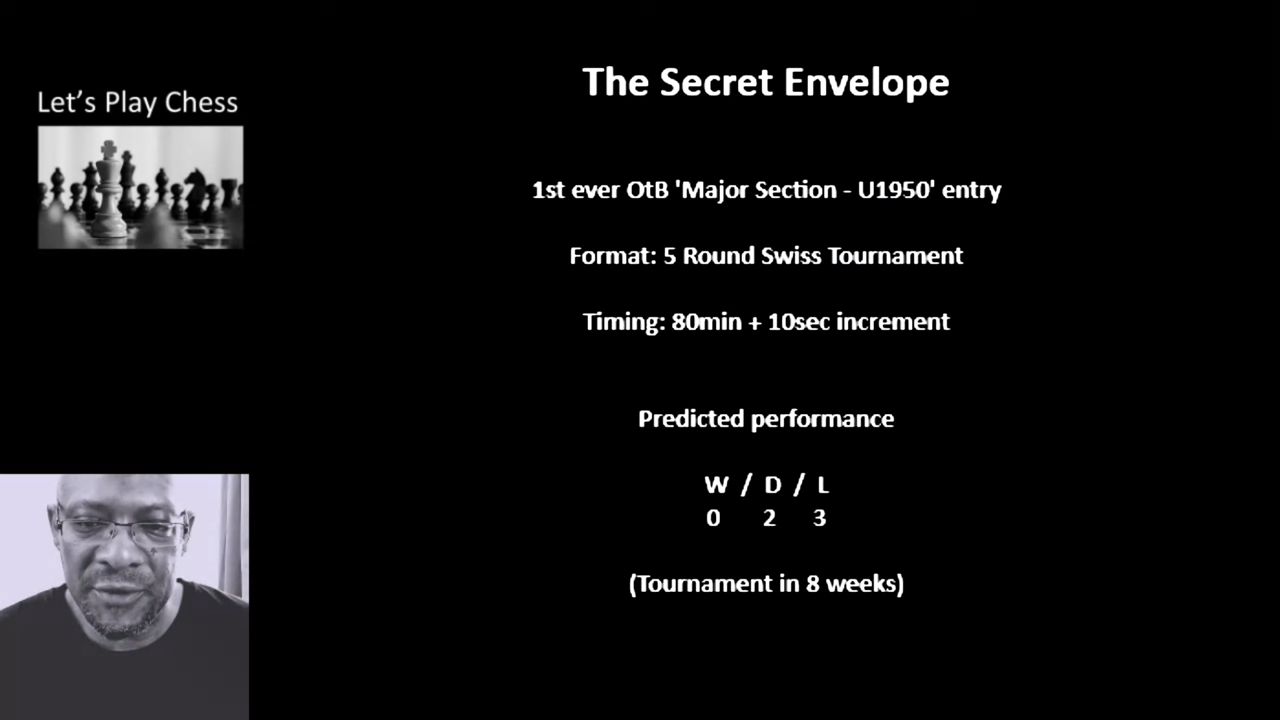 Let's Play Chess
The Secret Envelope
1st ever OtB 'Major Section - U1950' entry
Format: 5 Round Swiss Tournament
Timing: 80min + 10sec increment
Predicted performance
W / D / L
0 2 3
(Tournament in 8 weeks)